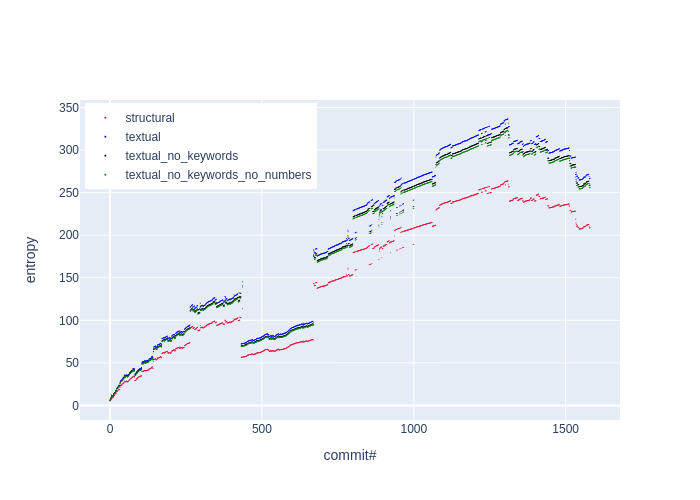 350
300
250
200
150
100
50
0
entropy
structural
textual
textual_no_keywords
textual_no_keywords_no_numbers
0
500
1000
1500
commit#